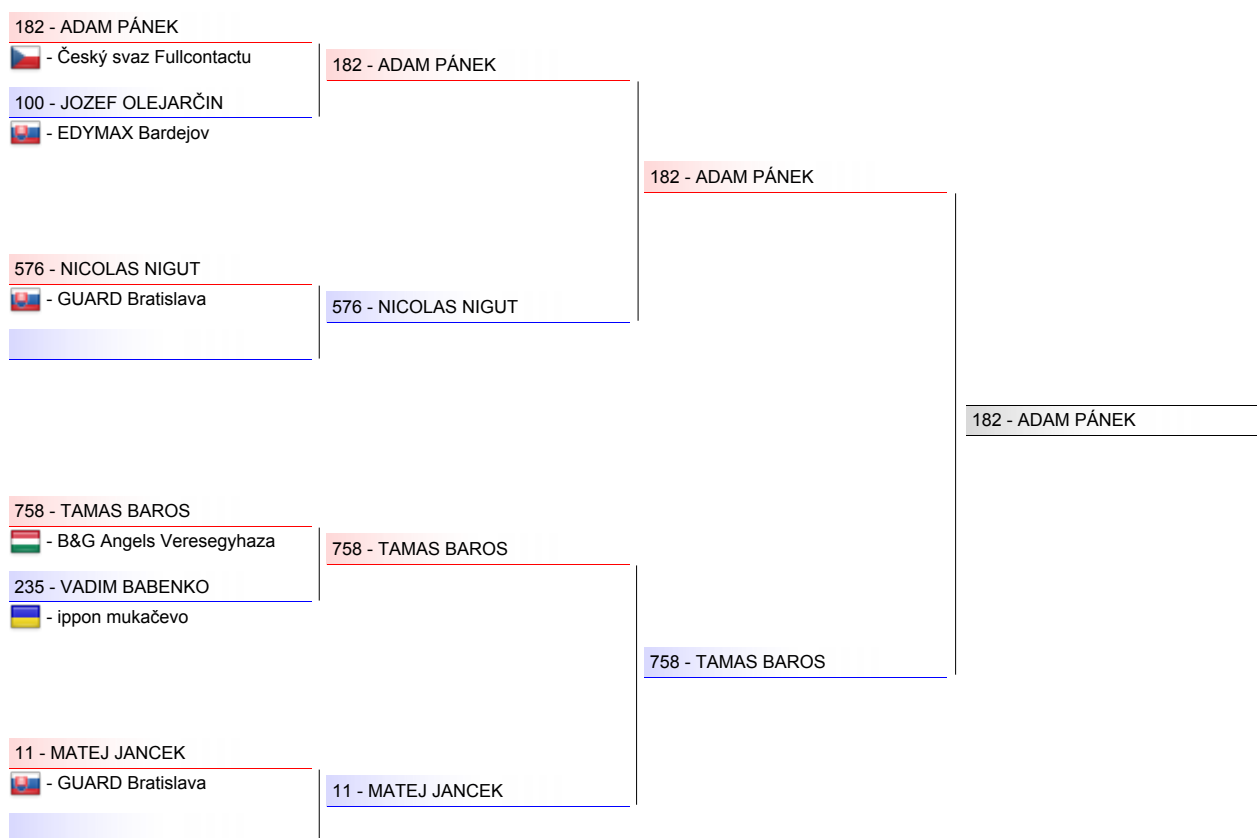 182 - ADAM PÁNEK
- Český svaz Fullcontactu
100 - JOZEF OLEJARČIN
- EDYMAX Bardejov
576 - NICOLAS NIGUT
- GUARD Bratislava
758 - TAMAS BAROS
- B&G Angels Veresegyhaza
235 - VADIM BABENKO
- ippon mukačevo
11 - MATEJ JANCEK
- GUARD Bratislava
182 - ADAM PÁNEK
576 - NICOLAS NIGUT
758 - TAMAS BAROS
11 - MATEJ JANCEK
182 - ADAM PÁNEK
758 - TAMAS BAROS
182 - ADAM PÁNEK